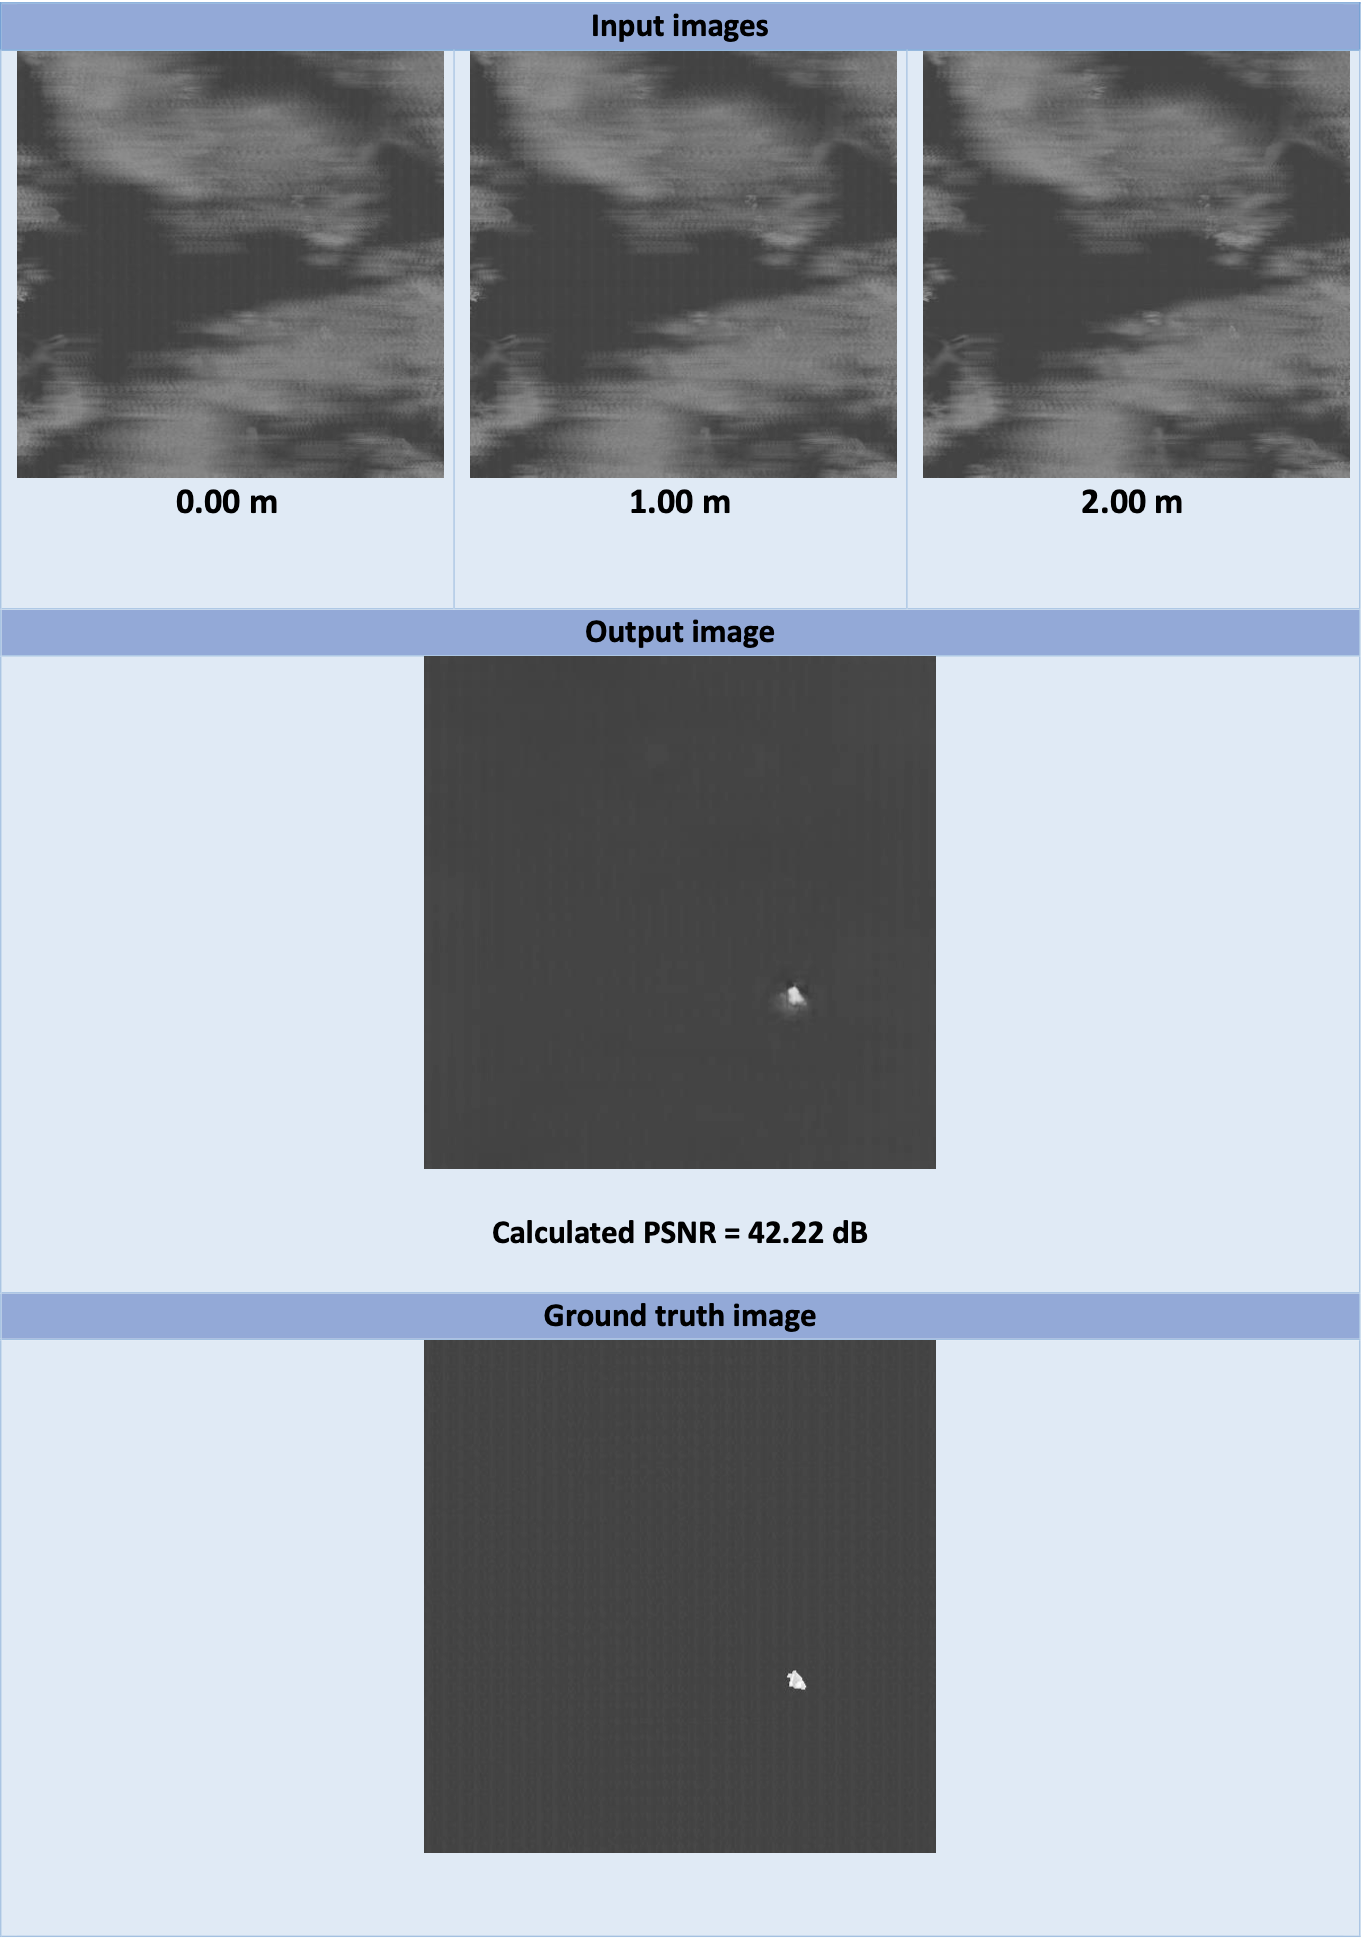 Input images
0.00 m
1.00 m
2.00 m
Output image
Calculated PSNR = 42.22 dB
Ground truth image